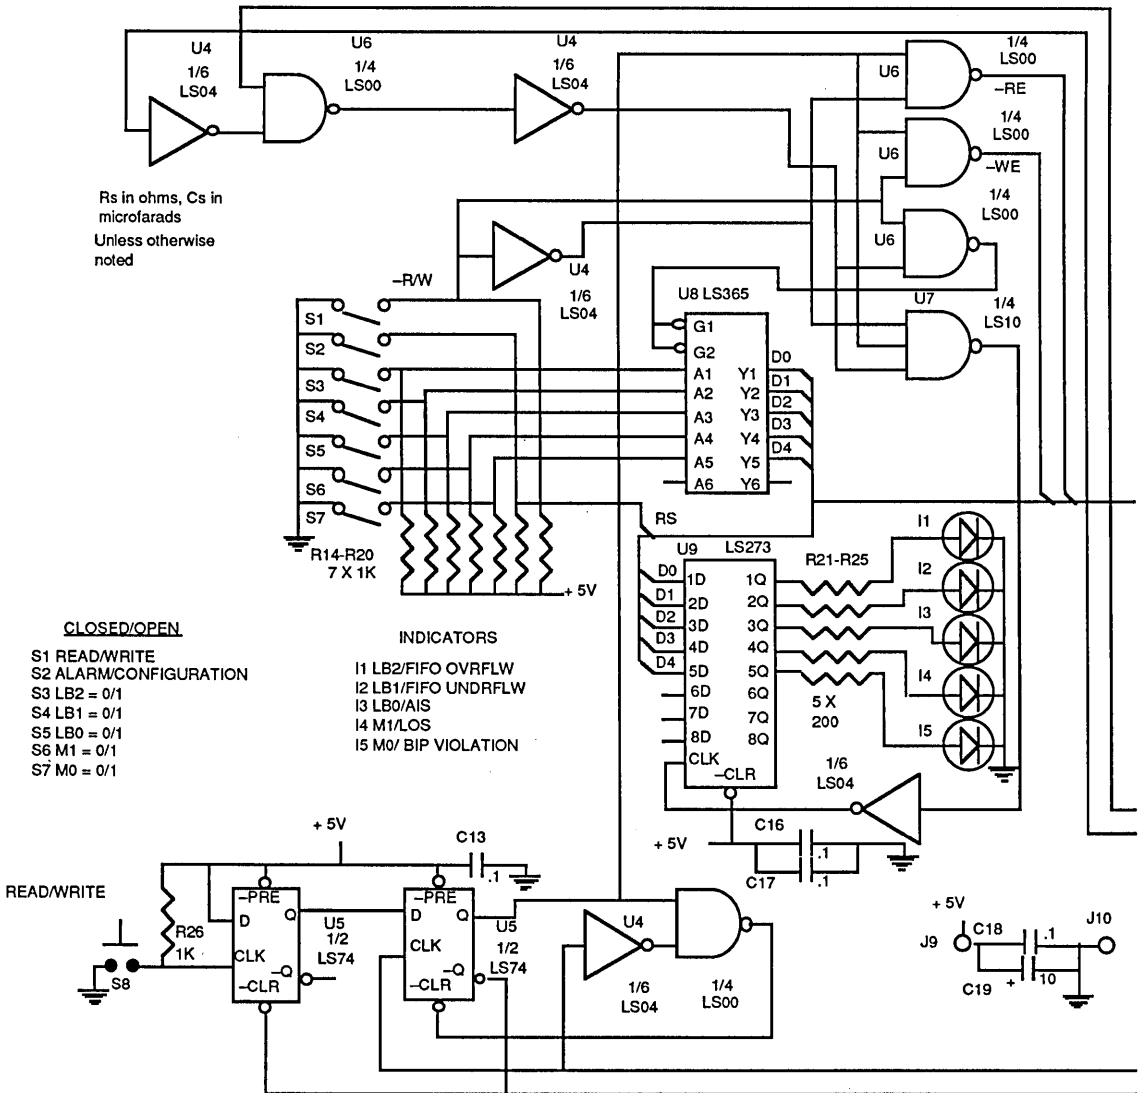 U4
1/6
LS04
U6
1/4
LS00
U4
1/6
LS04
U6
1/4
LS00
–RE
U6
1/4
LS00
–WE
U6
1/4
LS00
U7
1/4
LS10
Rs in ohms, Cs in
microfarads
Unless otherwise
noted
–R/W
U4
1/6
LS04
S1
S2
S3
S4
S5
S6
S7
U8 LS365
G1
G2
A1 Y1 D0
A2 Y2 D1
A3 Y3 D2
A4 Y4 D3
A5 Y5 D4
A6 Y6
R14-R20
7 X 1K
+ 5V
RS
U9 LS273
D0 1D 1Q
D1 2D 2Q
D2 3D 3Q
D3 4D 4Q
D4 5D 5Q
6D 6Q
7D 7Q
8D 8Q
CLK
–CLR
R21-R25
5 X
200
I1
I2
I3
I4
I5
1/6
LS04
CLOSED/OPEN
S1 READ/WRITE
S2 ALARM/CONFIGURATION
S3 LB2 = 0/1
S4 LB1 = 0/1
S5 LB0 = 0/1
S6 M1 = 0/1
S7 M0 = 0/1
INDICATORS
I1 LB2/FIFO OVRFLW
I2 LB1/FIFO UNDRFLW
I3 LB0/AIS
I4 M1/LOS
I5 M0/ BIP VIOLATION
+ 5V
C16
.1
C17
.1
+ 5V
C13
.1
READ/WRITE
R26
1K
S8
–PRE
D Q
CLK
–Q
–CLR
U5
1/2
LS74
–PRE
D Q
CLK
–Q
–CLR
U5
1/2
LS74
U4
1/6
LS04
1/4
LS00
+ 5V
J9
C18
.1
C19
+ 10
J10